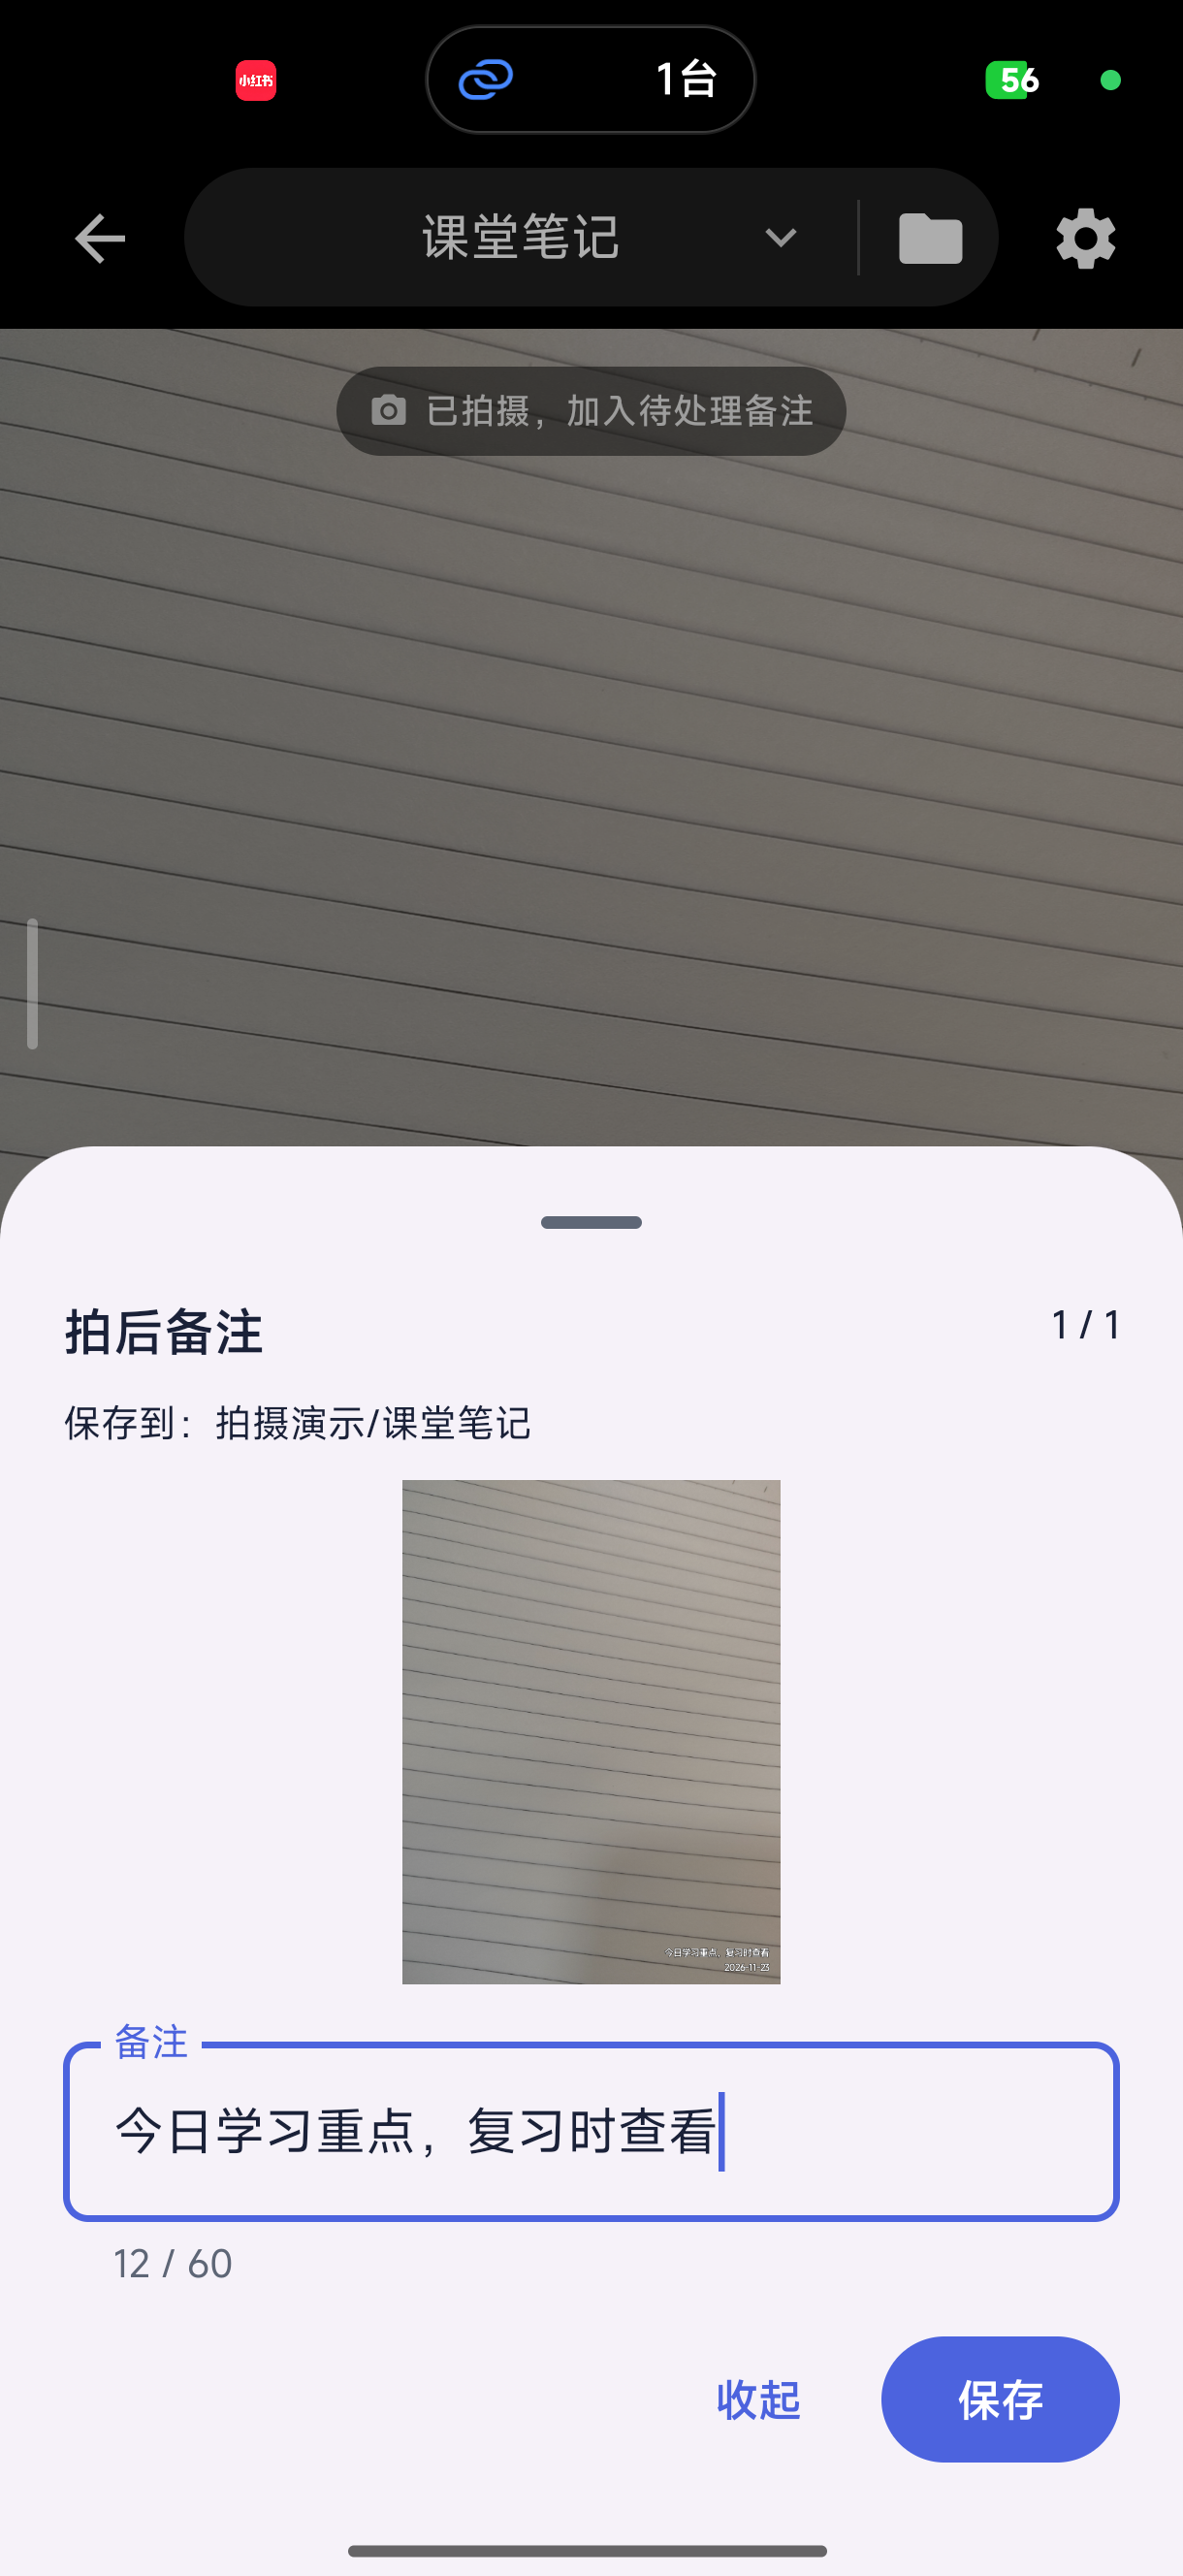 小红书
1台
56
课堂笔记
已拍摄，加入待处理备注
拍后备注
1 / 1
保存到：拍摄演示/课堂笔记
今日学习重点，复习时查看
2026-11-23
备注
今日学习重点，复习时查看
12 / 60
收起
保存